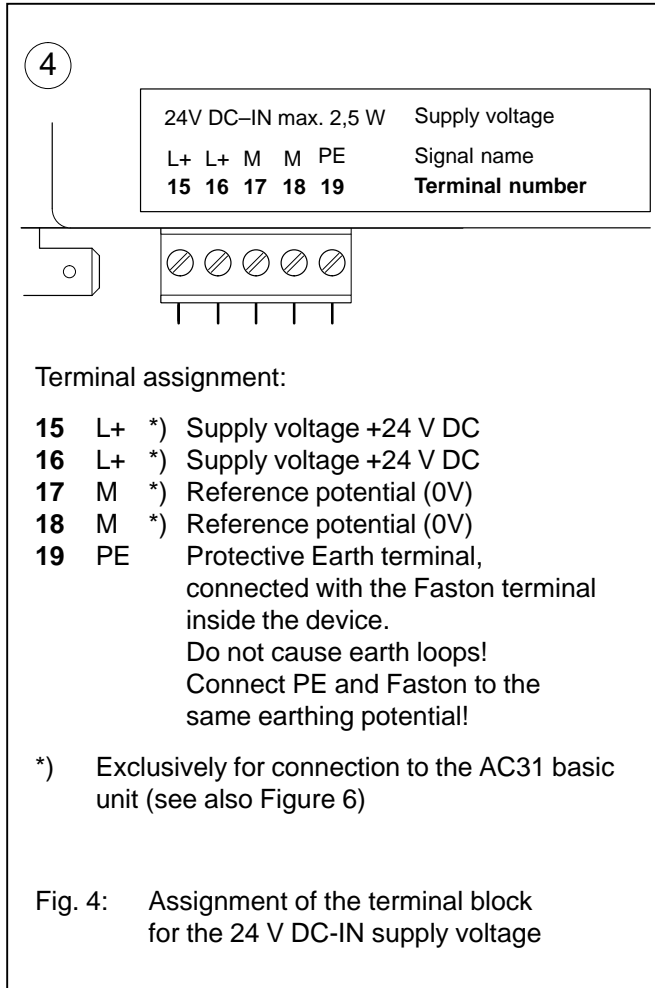 4
24V DC–IN max. 2,5 W Supply voltage
L+ L+ M M PE Signal name
15 16 17 18 19 Terminal number
Terminal assignment:
15 L+ *) Supply voltage +24 V DC
16 L+ *) Supply voltage +24 V DC
17 M *) Reference potential (0V)
18 M *) Reference potential (0V)
19 PE Protective Earth terminal,
connected with the Faston terminal
inside the device.
Do not cause earth loops!
Connect PE and Faston to the
same earthing potential!
*) Exclusively for connection to the AC31 basic
unit (see also Figure 6)
Fig. 4: Assignment of the terminal block
for the 24 V DC-IN supply voltage